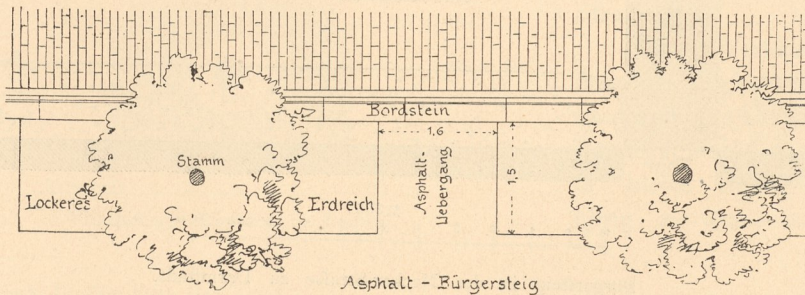 Bordstein
1,6
Stamm
Lockeres Erdreich
Asphalt-
Uebergang
1,5
Asphalt - Bürgersteig